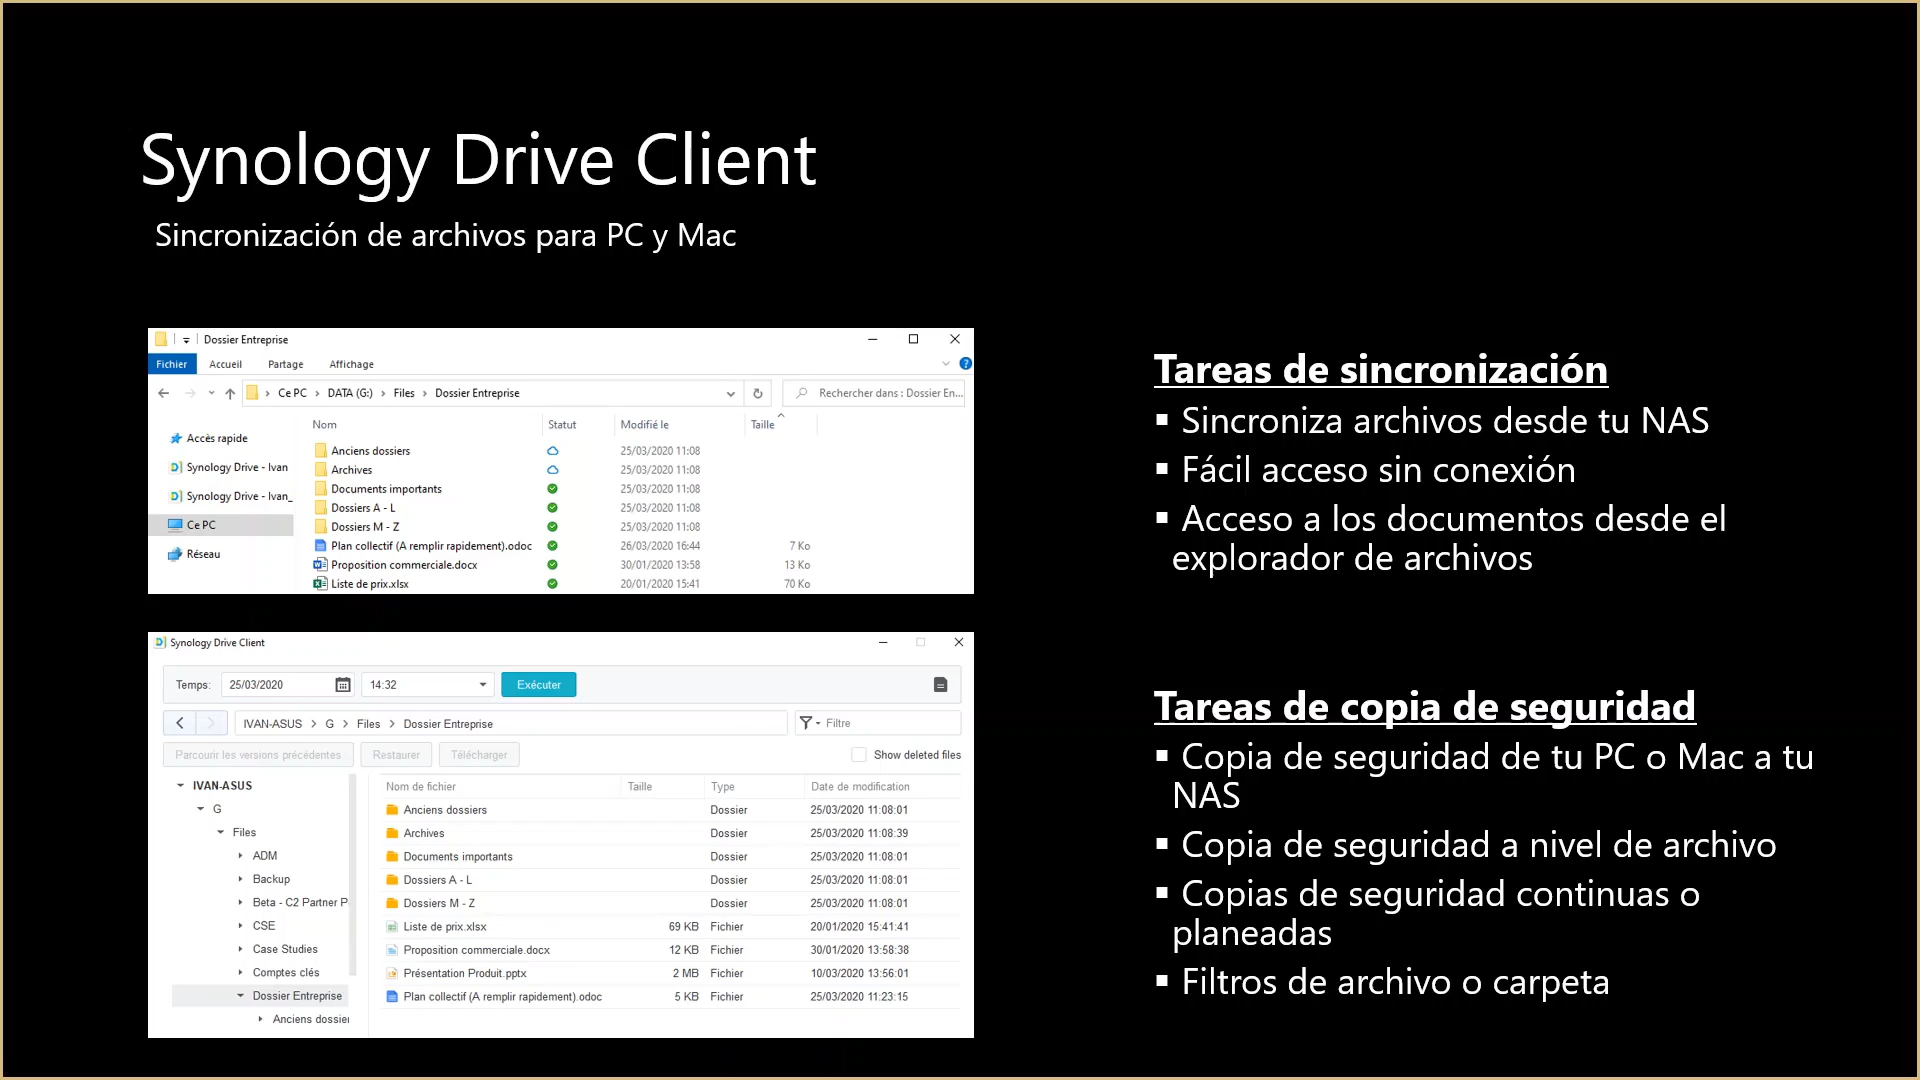 Synology Drive Client
Sincronización de archivos para PC y Mac
Dossier Entreprise
Fichier Accueil Partage Affichage
Ce PC > DATA (G:) > Files > Dossier Entreprise
Rechercher dans : Dossier En...
Accès rapide
Synology Drive - Ivan
Synology Drive - Ivan_
Ce PC
Réseau
Nom Statut Modifié le Taille
Anciens dossiers 25/03/2020 11:08
Archives 25/03/2020 11:08
Documents importants 25/03/2020 11:08
Dossiers A - L 25/03/2020 11:08
Dossiers M - Z 25/03/2020 11:08
Plan collectif (A remplir rapidement).odoc 26/03/2020 16:44 7 Ko
Proposition commerciale.docx 30/01/2020 13:58 13 Ko
Liste de prix.xlsx 20/01/2020 15:41 70 Ko
Synology Drive Client
Temps: 25/03/2020 14:32 Exécuter
IVAN-ASUS > G > Files > Dossier Entreprise Filtre
Parcourir les versions précédentes Restaurer Télécharger Show deleted files
IVAN-ASUS
G
Files
ADM
Backup
Beta - C2 Partner P
CSE
Case Studies
Comptes clés
Dossier Entreprise
Anciens dossier
Nom de fichier Taille Type Date de modification
Anciens dossiers Dossier 25/03/2020 11:08:01
Archives Dossier 25/03/2020 11:08:39
Documents importants Dossier 25/03/2020 11:08:01
Dossiers A - L Dossier 25/03/2020 11:08:01
Dossiers M - Z Dossier 25/03/2020 11:08:01
Liste de prix.xlsx 69 KB Fichier 20/01/2020 15:41:41
Proposition commerciale.docx 12 KB Fichier 30/01/2020 13:58:38
Présentation Produit.pptx 2 MB Fichier 10/03/2020 13:56:01
Plan collectif (A remplir rapidement).odoc 5 KB Fichier 25/03/2020 11:23:15
Tareas de sincronización
▪ Sincroniza archivos desde tu NAS
▪ Fácil acceso sin conexión
▪ Acceso a los documentos desde el
explorador de archivos
Tareas de copia de seguridad
▪ Copia de seguridad de tu PC o Mac a tu
NAS
▪ Copia de seguridad a nivel de archivo
▪ Copias de seguridad continuas o
planeadas
▪ Filtros de archivo o carpeta